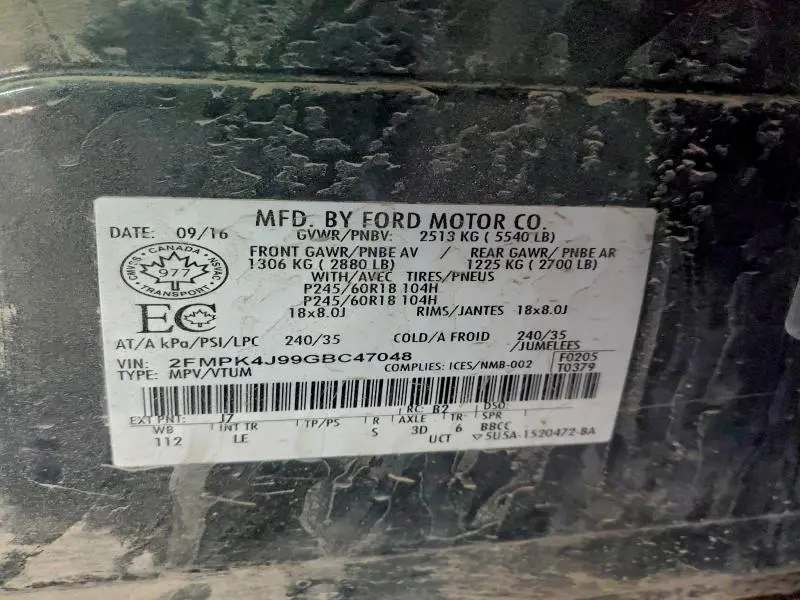 MFD. BY FORD MOTOR CO.
DATE: 09/16 GVWR/PNBV: 2513 KG ( 5540 LB)
FRONT GAWR/PNBE AV / REAR GAWR/ PNBE AR
1306 KG ( 2880 LB) 1225 KG ( 2700 LB)
WITH/AVEC TIRES/PNEUS
P245/60R18 104H
P245/60R18 104H
18x8.0J RIMS/JANTES 18x8.0J
CANADA
CMVSS 977 NSVAC
TRANSPORT
EC
AT/A kPa/PSI/LPC 240/35 COLD/A FROID 240/35
/JUMELEES
VIN: 2FMPK4J99GBC47048 F0205
TYPE: MPV/VTUM COMPLIES: ICES/NMB-002 T0379
EXT PNT: J7 RC: B2 DSO:
WB INT TR TP/PS R AXLE TR SPR
112 LE S 3D 6 BBCC
UCT 5U5A-1520472-BA